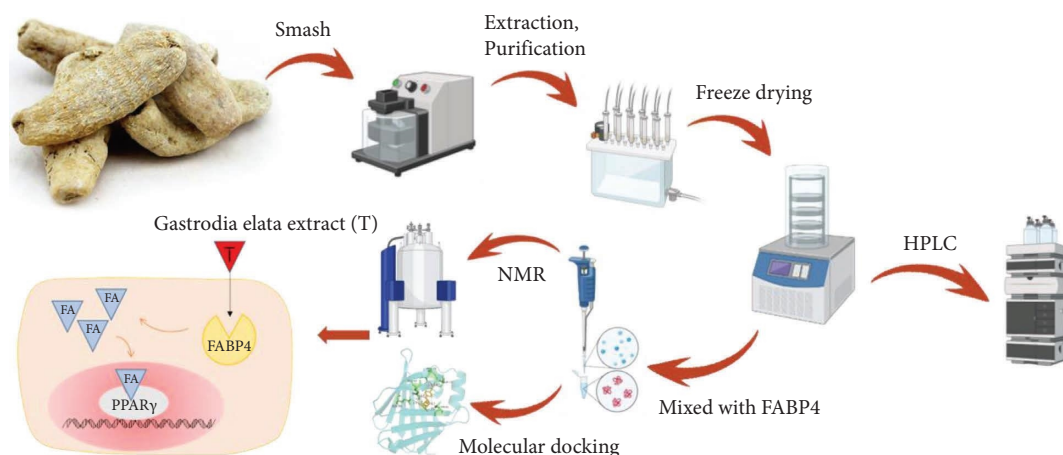 Smash
Extraction,
Purification
Freeze drying
HPLC
Gastrodia elata extract (T)
T
NMR
FA
FA
FA
FABP4
FA
PPARγ
Mixed with FABP4
Molecular docking